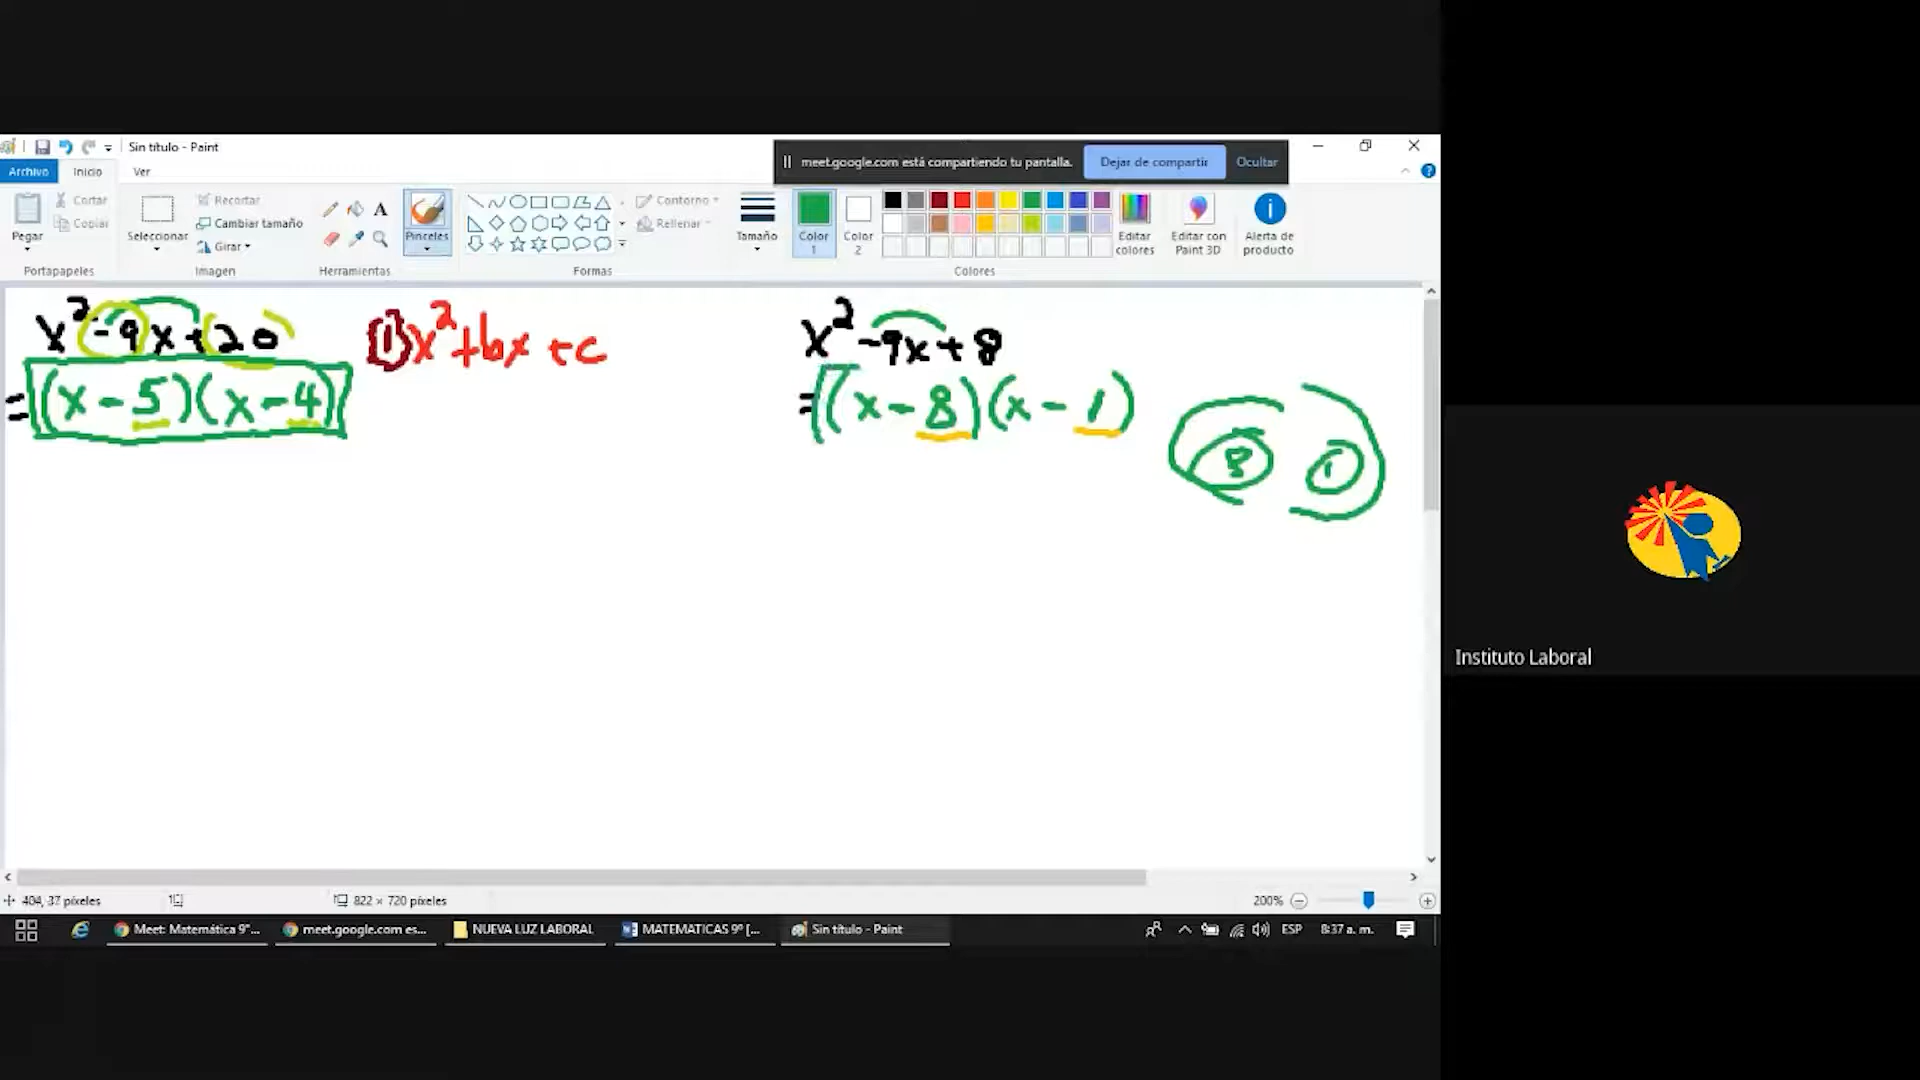 Sin título - Paint
meet.google.com está compartiendo tu pantalla.
Dejar de compartir
Ocultar
Archivo
Inicio
Ver
Pegar
Cortar
Copiar
Portapapeles
Seleccionar
Recortar
Cambiar tamaño
Girar
Imagen
A
Herramientas
Pinceles
Contorno
Rellenar
Formas
Tamaño
Color 1
Color 2
Editar colores
Editar con Paint 3D
Alerta de producto
Colores
x² - 9x + 20
(1)x² + bx + c
x² - 9x + 8
= (x - 5)(x - 4)
= (x - 8)(x - 1)
8 1
Instituto Laboral
404, 37 píxeles
822 × 720 píxeles
200%
Meet: Matemática 9°...
meet.google.com es...
NUEVA LUZ LABORAL
MATEMATICAS 9º [...
Sin título - Paint
ESP
8:37 a. m.